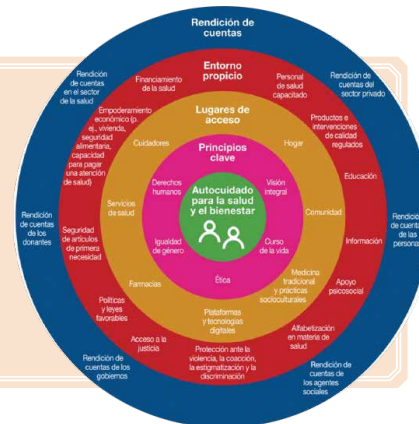 Rendición de
cuentas
Rendición
de cuentas
en el sector
de la salud
Rendición de
cuentas del
sector privado
Rendición
de cuentas
de los
donantes
Rendición
de cuentas
de las
Rendición de
cuentas de los
gobiernos
Rendición de
cuentas de
los agentes
sociales
Entorno
propicio
Financiamiento
de la salud
Personal
de salud
capacitado
Empoderamiento
económico (p.
ej., vivienda,
seguridad
alimentaria,
capacidad
para pagar
una atención
de salud)
Productos e
intervenciones
de calidad
regulados
Educación
Información
Apoyo
psicosocial
Alfabetización
en materia de
salud
Protección ante la
violencia, la coacción,
la estigmatización y la
discriminación
Acceso a la
justicia
Políticas
y leyes
favorables
Seguridad
de artículos
de primera
necesidad
Lugares de
acceso
Cuidadores
Hogar
Servicios
de salud
Comunidad
Farmacias
Medicina
tradicional
y prácticas
socioculturales
Plataformas
y tecnologías
digitales
Principios
clave
Derechos
humanos
Visión
integral
Igualdad
de género
Curso
de la vida
Ética
Autocuidado
para la salud
y el bienestar